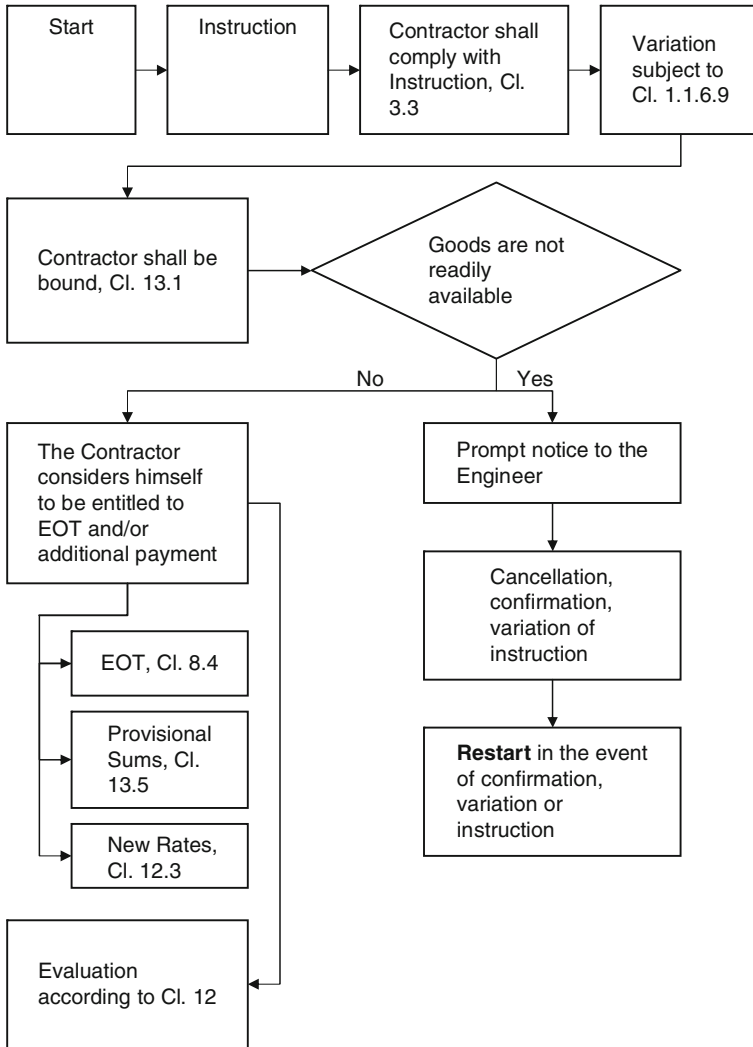 Start
Instruction
Contractor shall
comply with
Instruction, Cl.
3.3
Variation
subject to
Cl. 1.1.6.9
Contractor shall be
bound, Cl. 13.1
Goods are not
readily
available
No
Yes
The Contractor
considers himself
to be entitled to
EOT and/or
additional payment
Prompt notice to the
Engineer
Cancellation,
confirmation,
variation of
instruction
EOT, Cl. 8.4
Provisional
Sums, Cl.
13.5
Restart in the event
of confirmation,
variation or
instruction
New Rates,
Cl. 12.3
Evaluation
according to Cl. 12